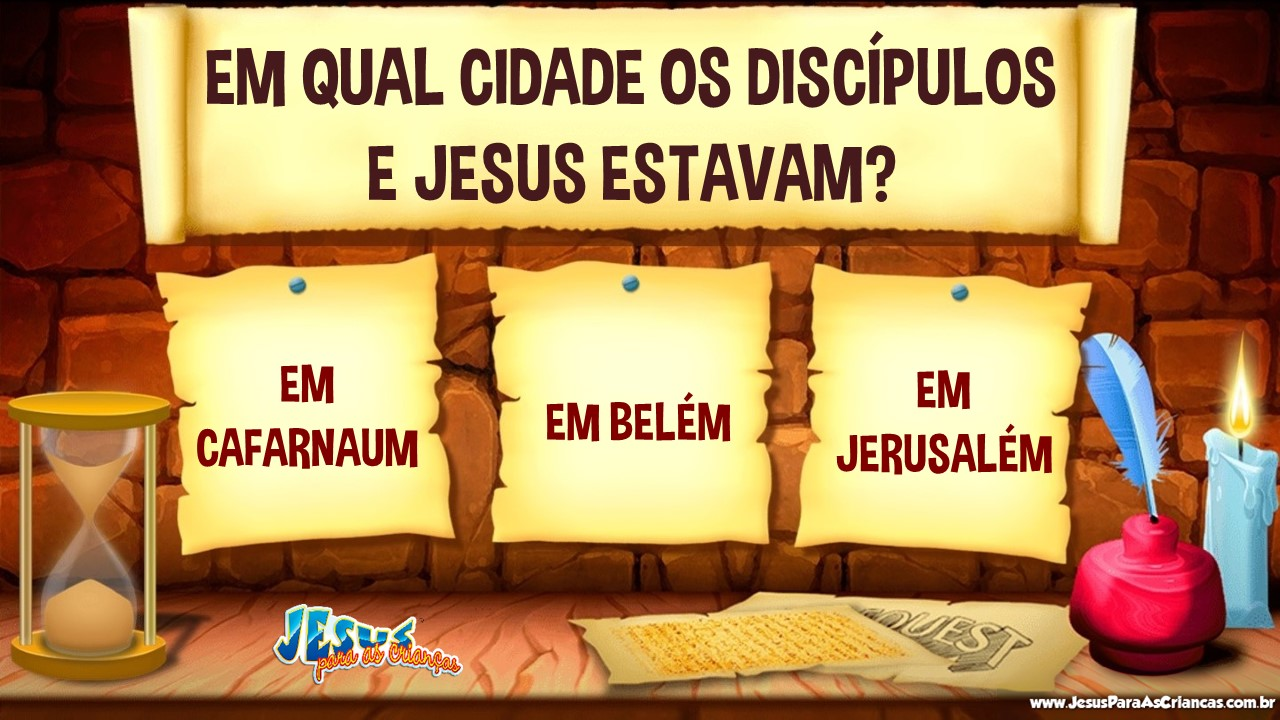 EM QUAL CIDADE OS DISCÍPULOS
E JESUS ESTAVAM?
EM
CAFARNAUM
EM BELÉM
EM
JERUSALÉM
JESUS
para as crianças
QUEST
www.JesusParaAsCriancas.com.br